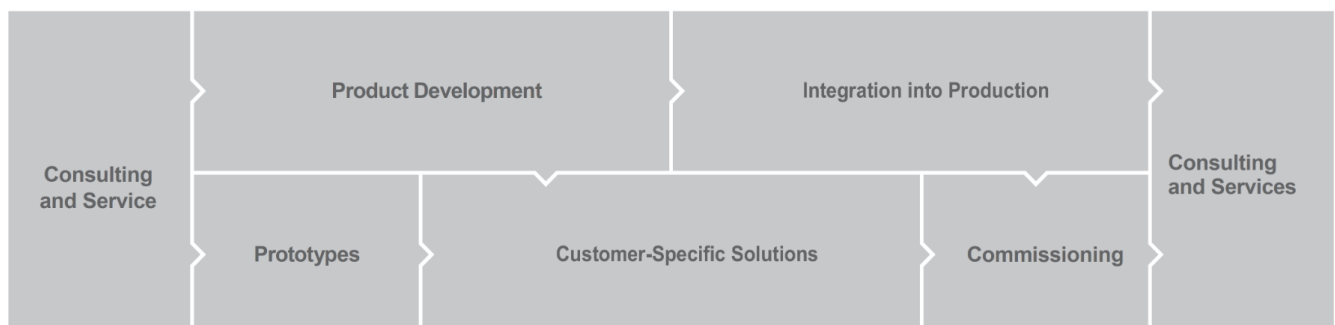 Consulting
and Service
Product Development
Integration into Production
Prototypes
Customer-Specific Solutions
Commissioning
Consulting
and Services